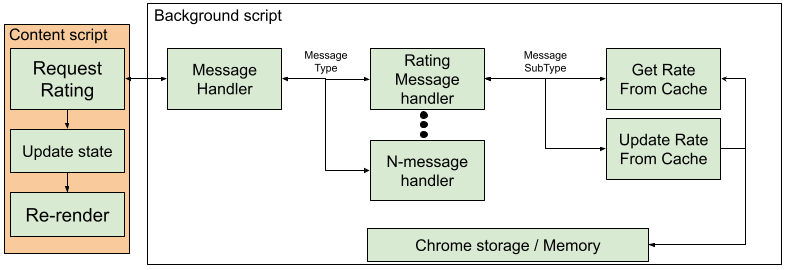 Background script
Content script
Request
Rating
Update state
Re-render
Message
Handler
Message
Type
Rating
Message
handler
N-message
handler
Message
SubType
Get Rate
From Cache
Update Rate
From Cache
Chrome storage / Memory